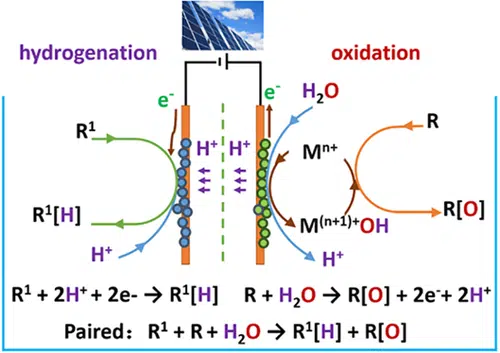 hydrogenation
oxidation
e-
e-
H2O
R1
H+
H+
Mn+
R
R1[H]
M(n+1)+OH
R[O]
H+
H+
R1 + 2H+ + 2e- → R1[H]
R + H2O → R[O] + 2e-+ 2H+
Paired: R1 + R + H2O → R1[H] + R[O]